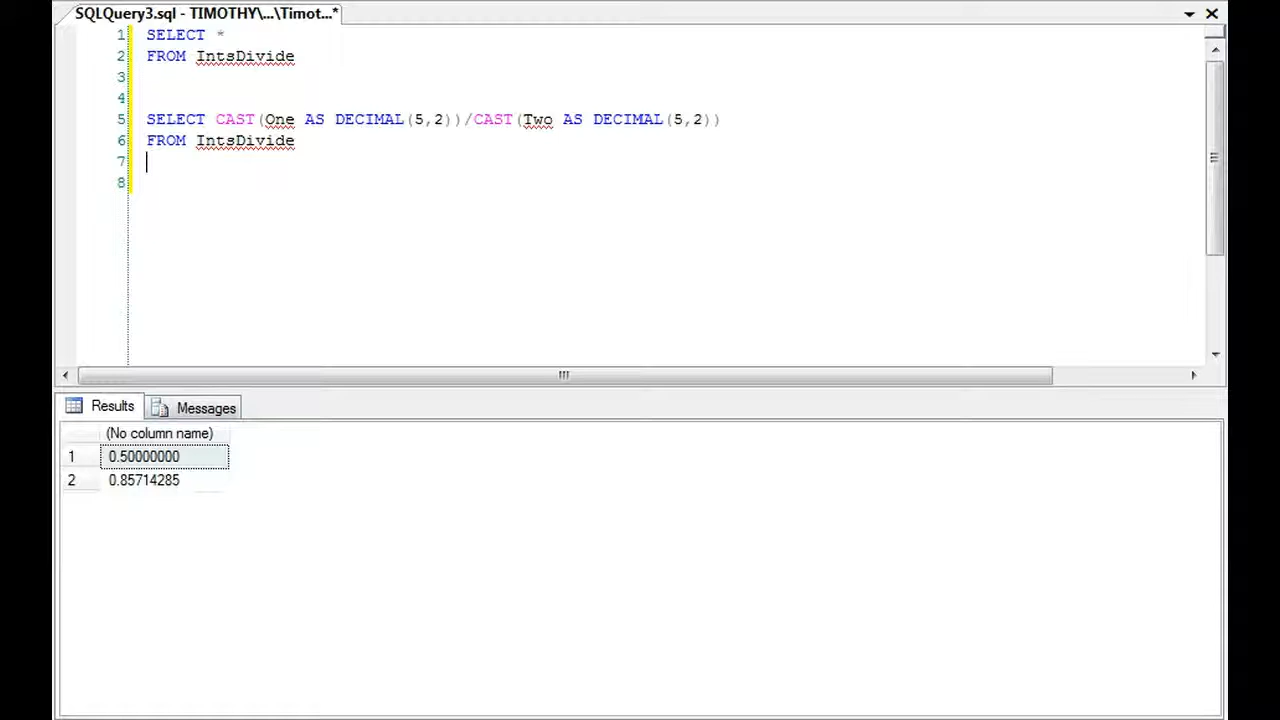 SQLQuery3.sql - TIMOTHY\...\Timot...*
1 SELECT *
2 FROM IntsDivide
3
4
5 SELECT CAST(One AS DECIMAL(5,2))/CAST(Two AS DECIMAL(5,2))
6 FROM IntsDivide
7
8
Results Messages
(No column name)
1 0.50000000
2 0.85714285